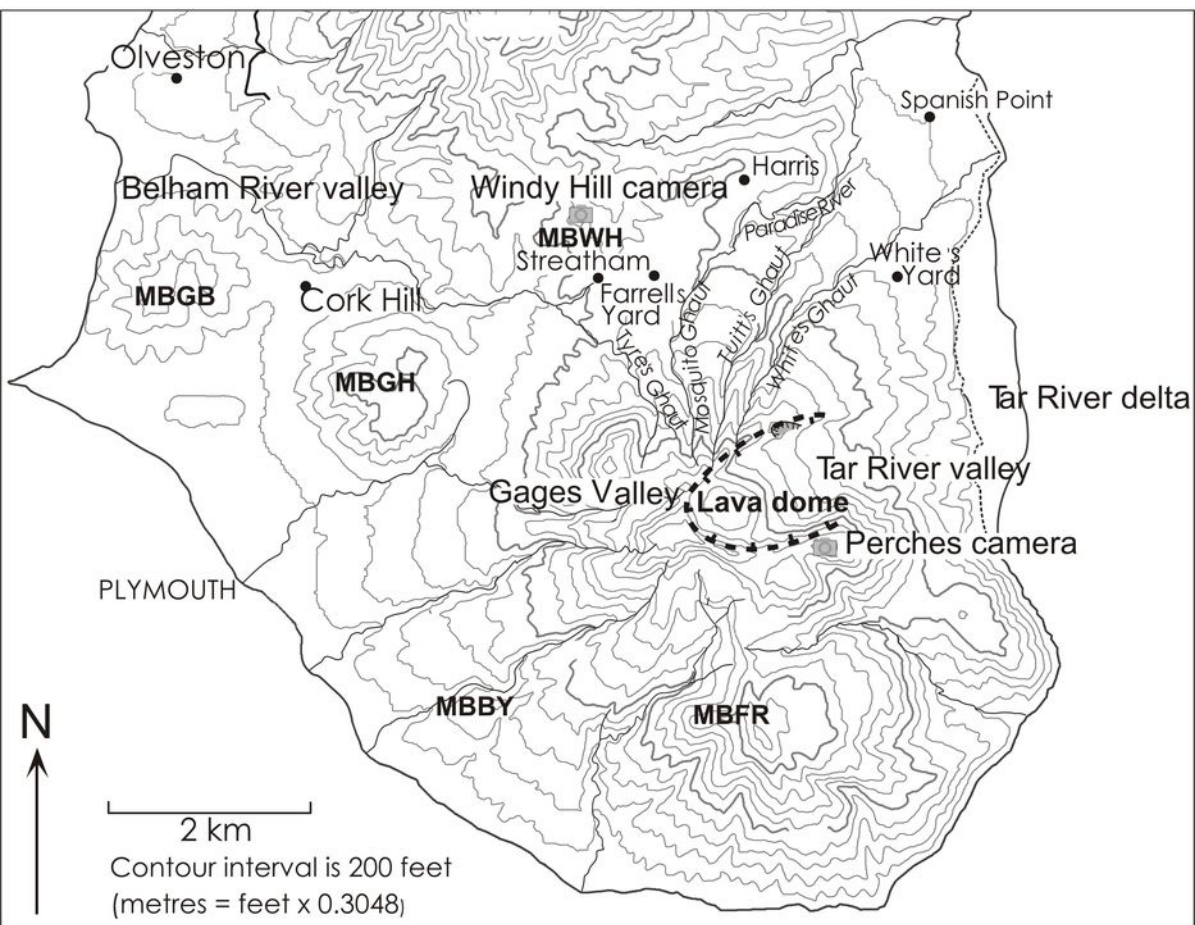 Olveston
Spanish Point
Harris
Belham River valley
Windy Hill camera
Paradise River
MBWH
Streatham
White's
Yard
MBGB
Cork Hill
Farrell's
Yard
Mosquito Ghaut
Tuitt's Ghaut
White's Ghaut
Tyre's Ghaut
MBGH
Tar River delta
Tar River valley
Gages Valley
Lava dome
Perches camera
PLYMOUTH
MBBY
MBFR
N
2 km
Contour interval is 200 feet
(metres = feet x 0.3048)